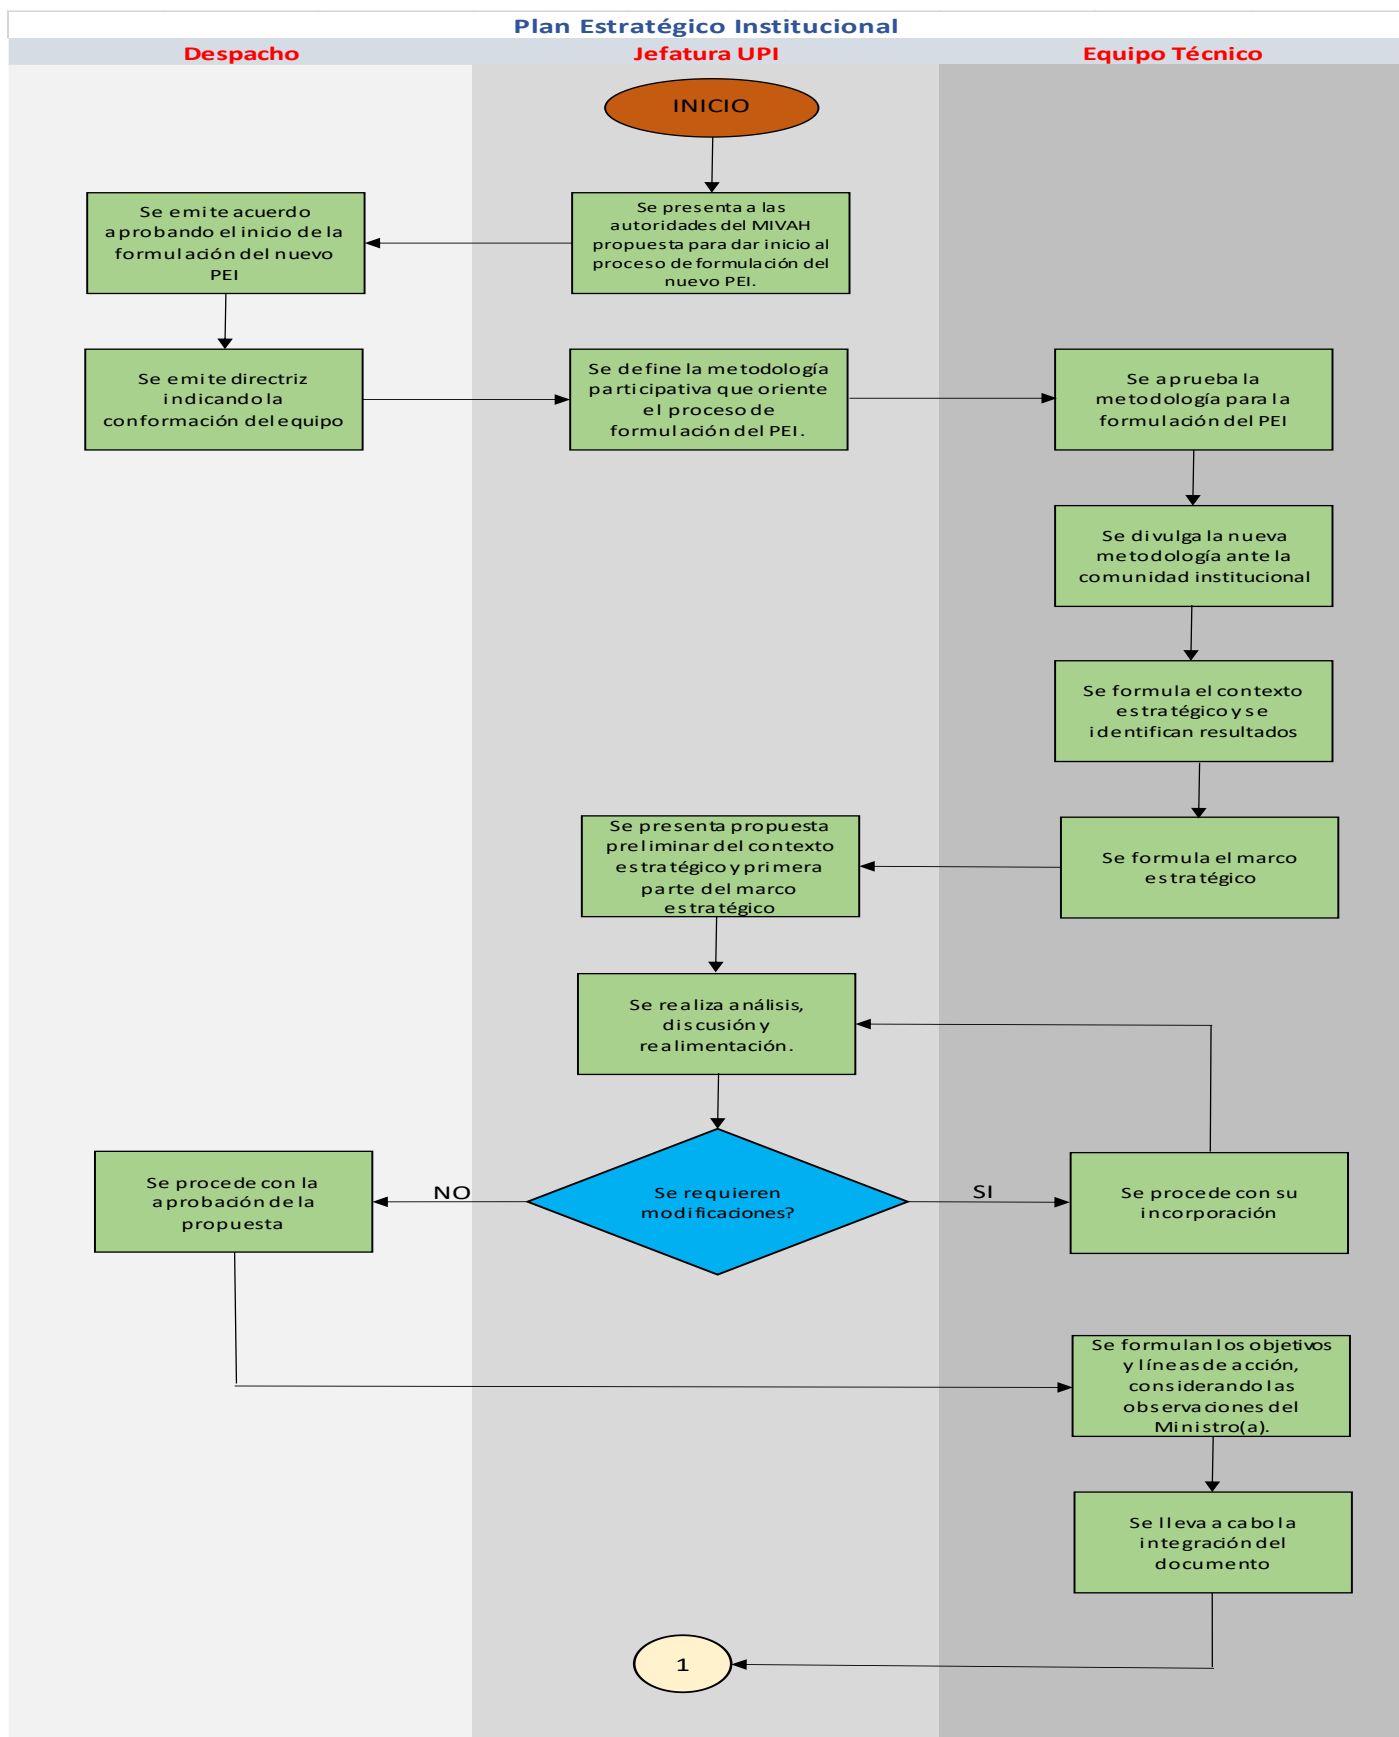 Plan Estratégico Institucional
Despacho
Jefatura UPI
Equipo Técnico
INICIO
Se emite acuerdo
aprobando el inicio de la
formulación del nuevo
PEI
Se presenta a las
autoridades del MIVAH
propuesta para dar inicio al
proceso de formulación del
nuevo PEI.
Se emite directriz
indicando la
conformación del equipo
Se define la metodología
participativa que oriente
el proceso de
formulación del PEI.
Se aprueba la
metodología para la
formulación del PEI
Se divulga la nueva
metodología ante la
comunidad institucional
Se formula el contexto
estratégico y se
identifican resultados
Se formula el marco
estratégico
Se presenta propuesta
preliminar del contexto
estratégico y primera
parte del marco
estratégico
Se realiza análisis,
discusión y
realimentación.
Se requieren
modificaciones?
NO
SI
Se procede con la
aprobación de la
propuesta
Se procede con su
incorporación
Se formulan los objetivos
y líneas de acción,
considerando las
observaciones del
Ministro(a).
Se lleva a cabo la
integración del
documento
1